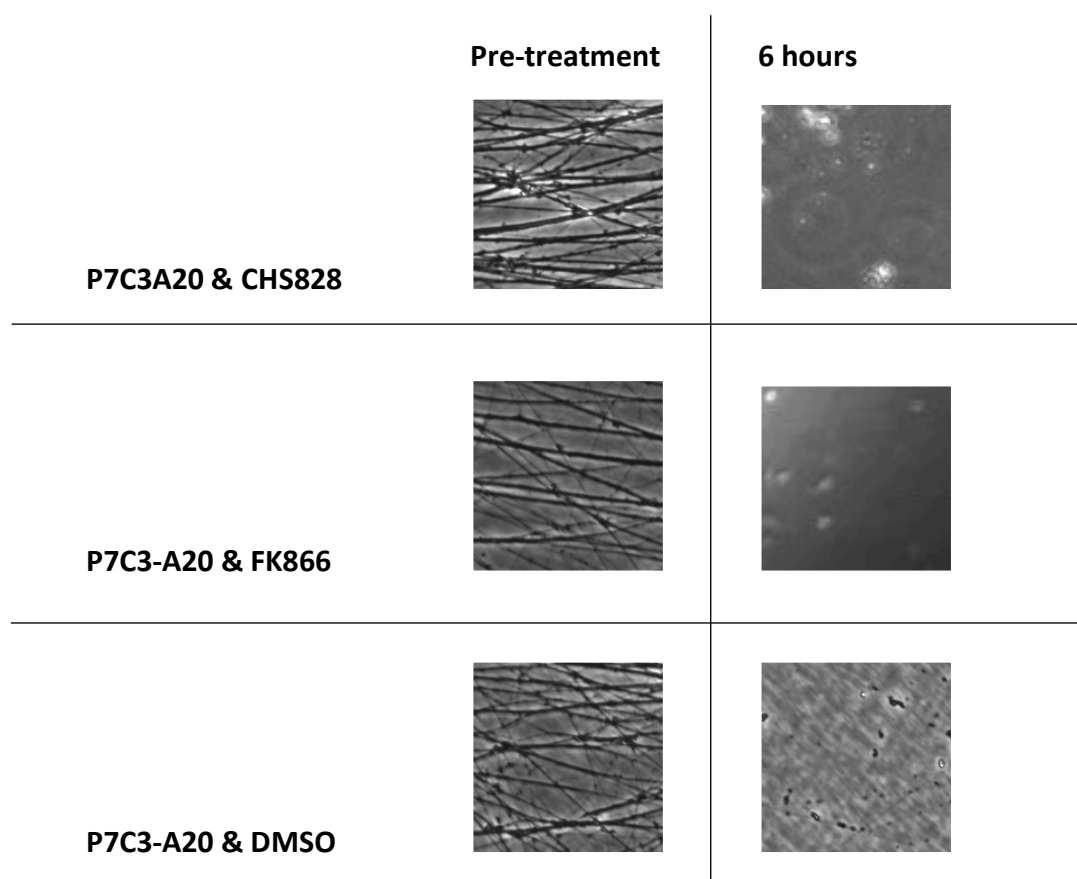 Pre-treatment
6 hours
P7C3A20 & CHS828
P7C3-A20 & FK866
P7C3-A20 & DMSO